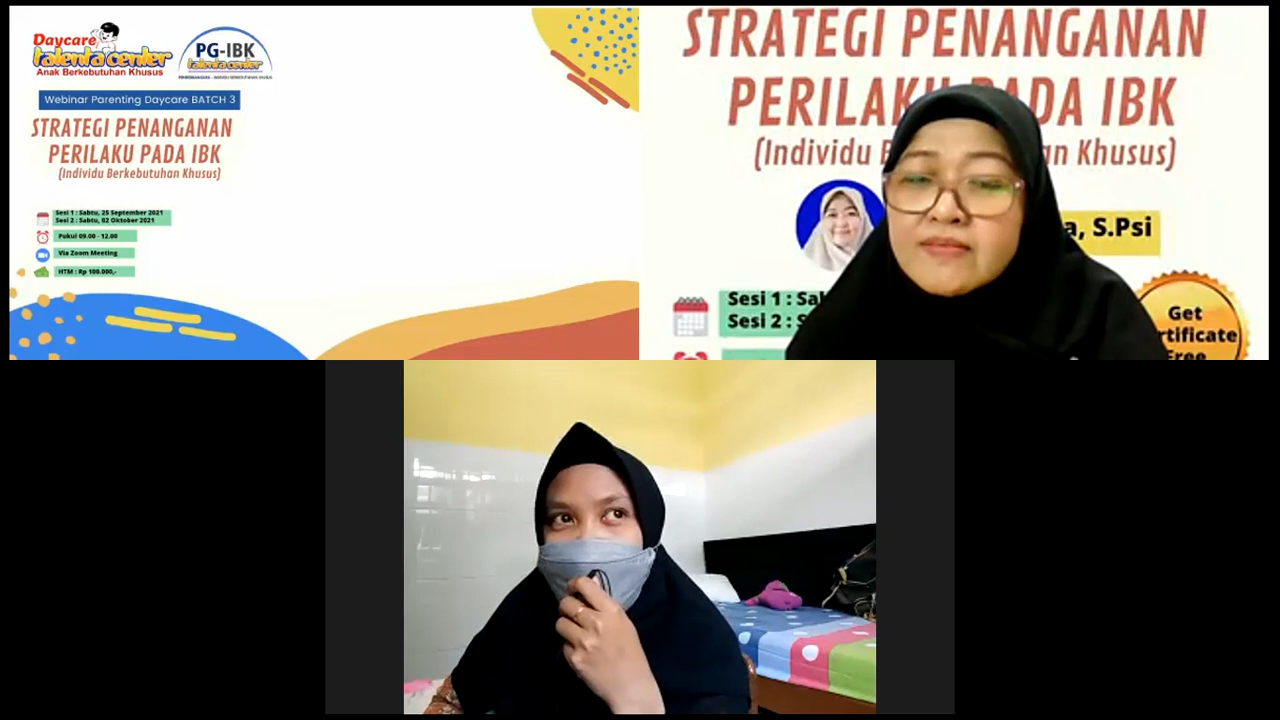 Daycare
talenta center
Anak Berkebutuhan Khusus
PG-IBK
talenta center
Webinar Parenting Daycare BATCH 3
STRATEGI PENANGANAN
PERILAKU PADA IBK
(Individu Berkebutuhan Khusus)
Sesi 1 : Sabtu, 25 September 2021
Sesi 2 : Sabtu, 02 Oktober 2021
Pukul 09.00 - 12.00
Via Zoom Meeting
HTM : Rp 100.000,-
STRATEGI PENANGANAN
PERILAKU PADA IBK
(Individu B an Khusus)
a, S.Psi
Sesi 1 : Sab
Sesi 2 : S
Get
rtificate
Free